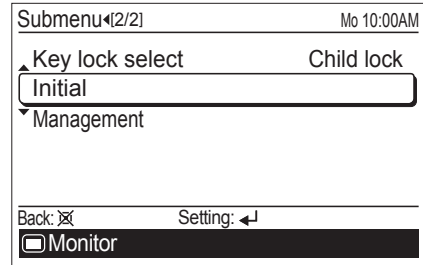 Submenu◂[2/2] Mo 10:00AM
Key lock select Child lock
Initial
Management
Back: Setting:
Monitor